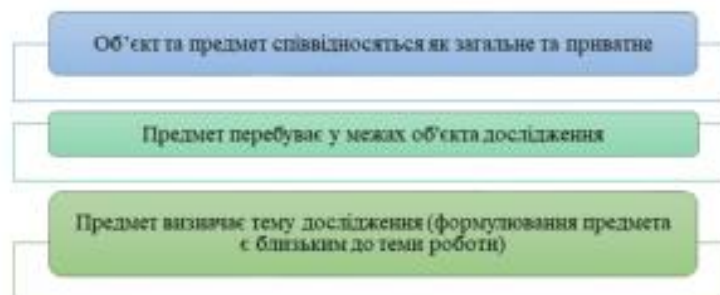 Об’єкт та предмет співвідносяться як загальне та приватне
Предмет перебуває у межах об'єкта дослідження
Предмет визначає тему дослідження (формулювання предмета
є близьким до теми роботи)